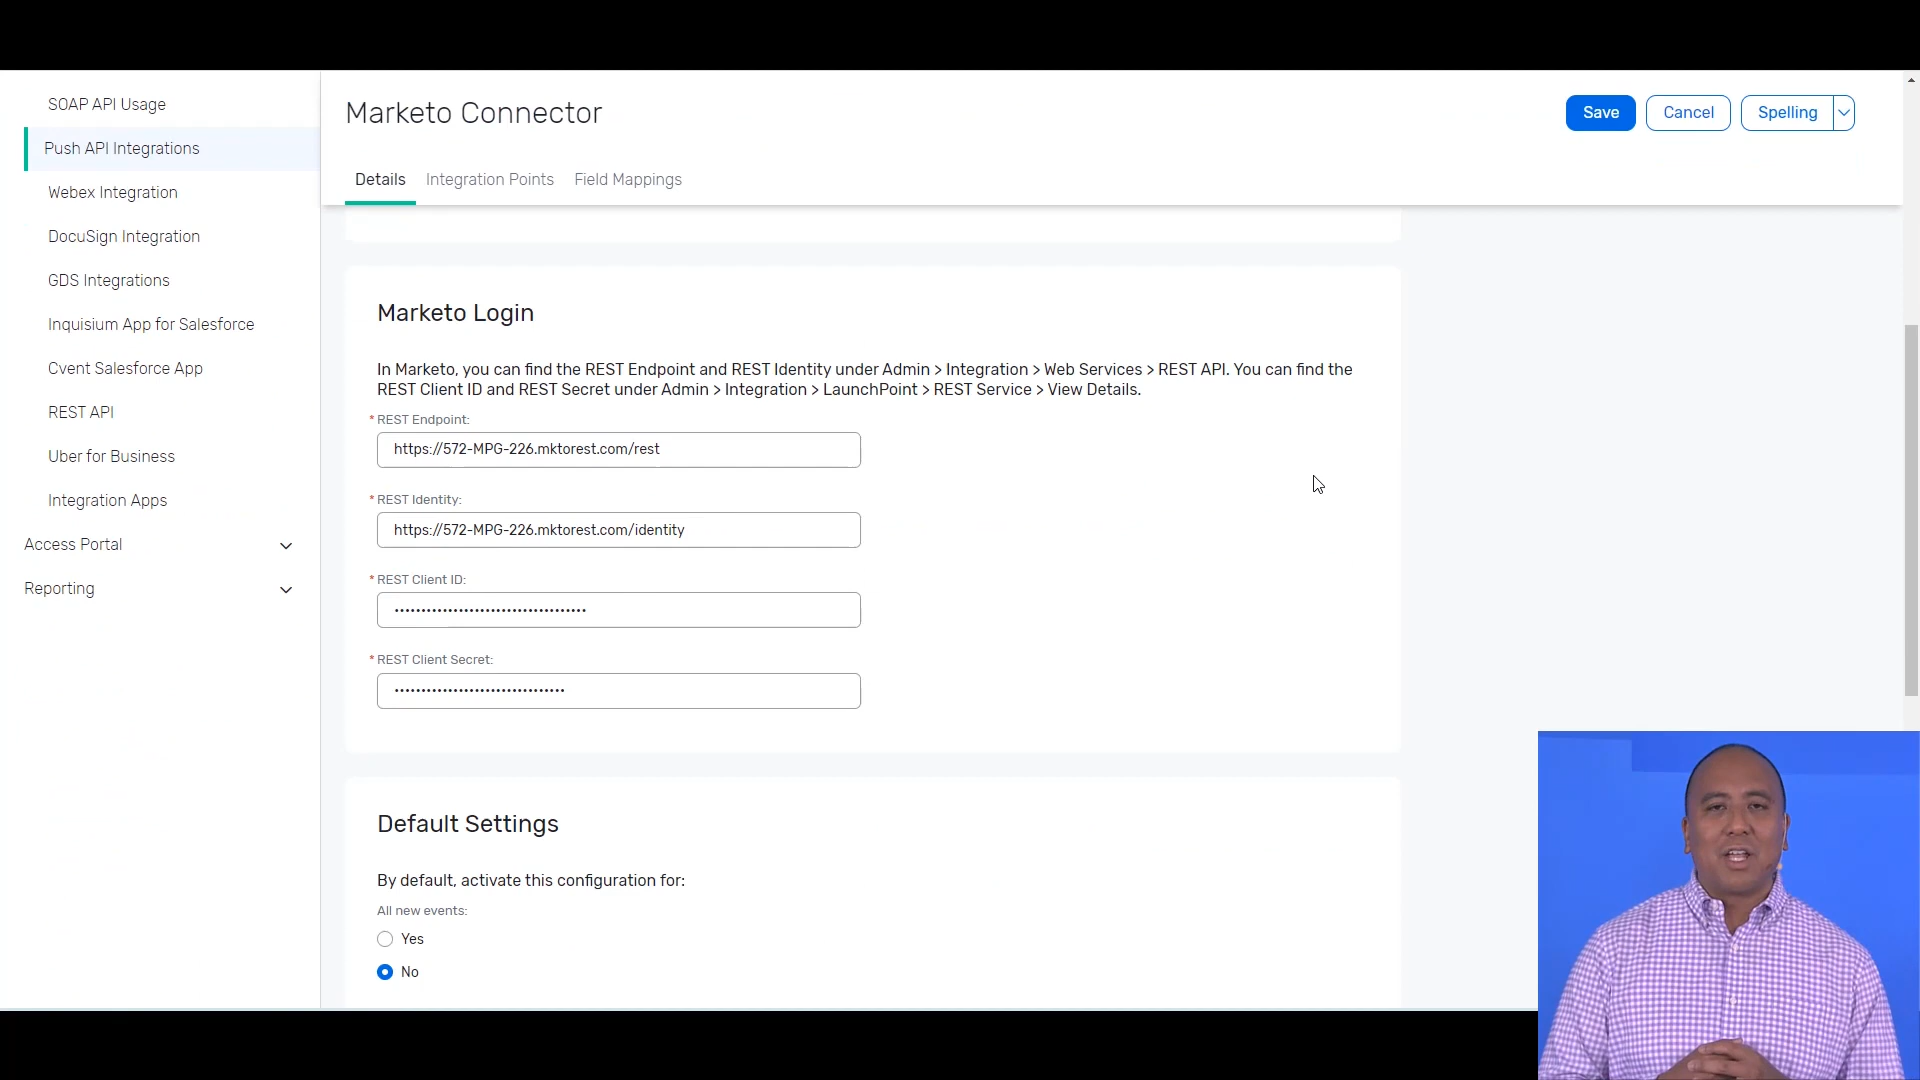 SOAP API Usage
Push API Integrations
Webex Integration
DocuSign Integration
GDS Integrations
Inquisium App for Salesforce
Cvent Salesforce App
REST API
Uber for Business
Integration Apps
Access Portal
Reporting
Marketo Connector
Save
Cancel
Spelling
Details
Integration Points
Field Mappings
Marketo Login
In Marketo, you can find the REST Endpoint and REST Identity under Admin > Integration > Web Services > REST API. You can find the
REST Client ID and REST Secret under Admin > Integration > LaunchPoint > REST Service > View Details.
* REST Endpoint:
https://572-MPG-226.mktorest.com/rest
* REST Identity:
https://572-MPG-226.mktorest.com/identity
* REST Client ID:
* REST Client Secret:
Default Settings
By default, activate this configuration for:
All new events:
Yes
No